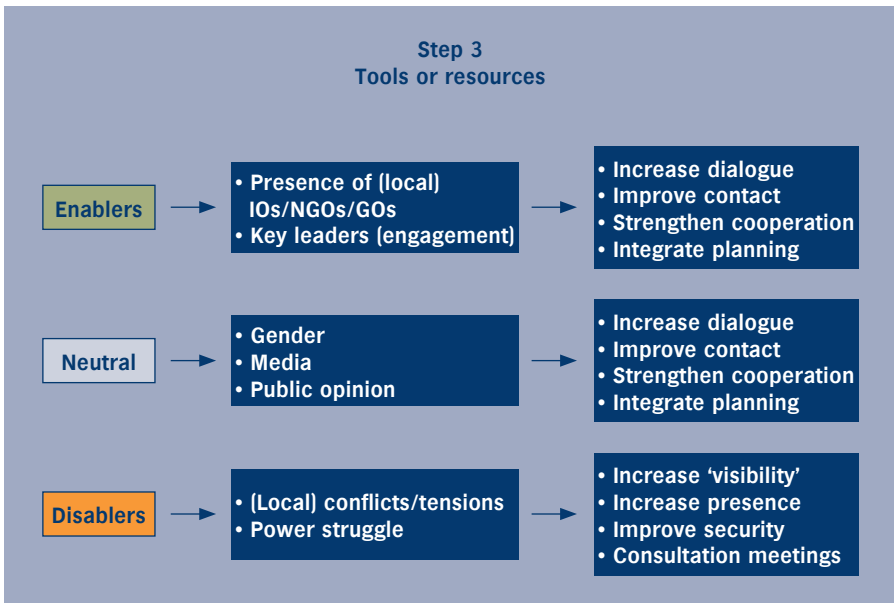 Step 3
Tools or resources
Enablers
• Presence of (local)
IOs/NGOs/GOs
• Key leaders (engagement)
• Increase dialogue
• Improve contact
• Strengthen cooperation
• Integrate planning
Neutral
• Gender
• Media
• Public opinion
• Increase dialogue
• Improve contact
• Strengthen cooperation
• Integrate planning
Disablers
• (Local) conflicts/tensions
• Power struggle
• Increase ‘visibility’
• Increase presence
• Improve security
• Consultation meetings